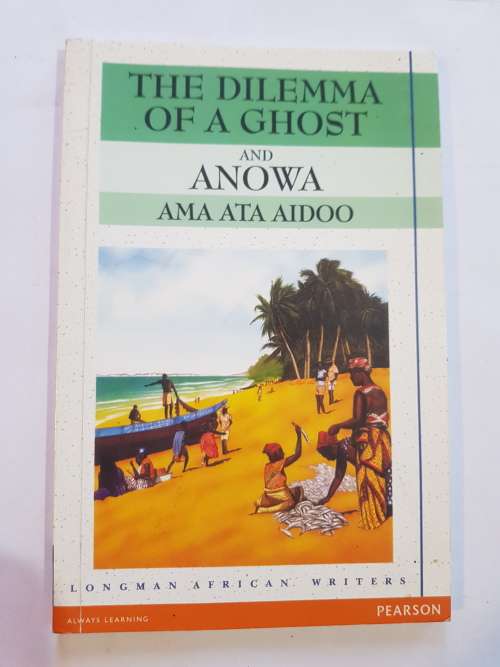 THE DILEMMA
OF A GHOST
AND
ANOWA
AMA ATA AIDOO
LONGMAN AFRICAN WRITERS
ALWAYS LEARNING
PEARSON